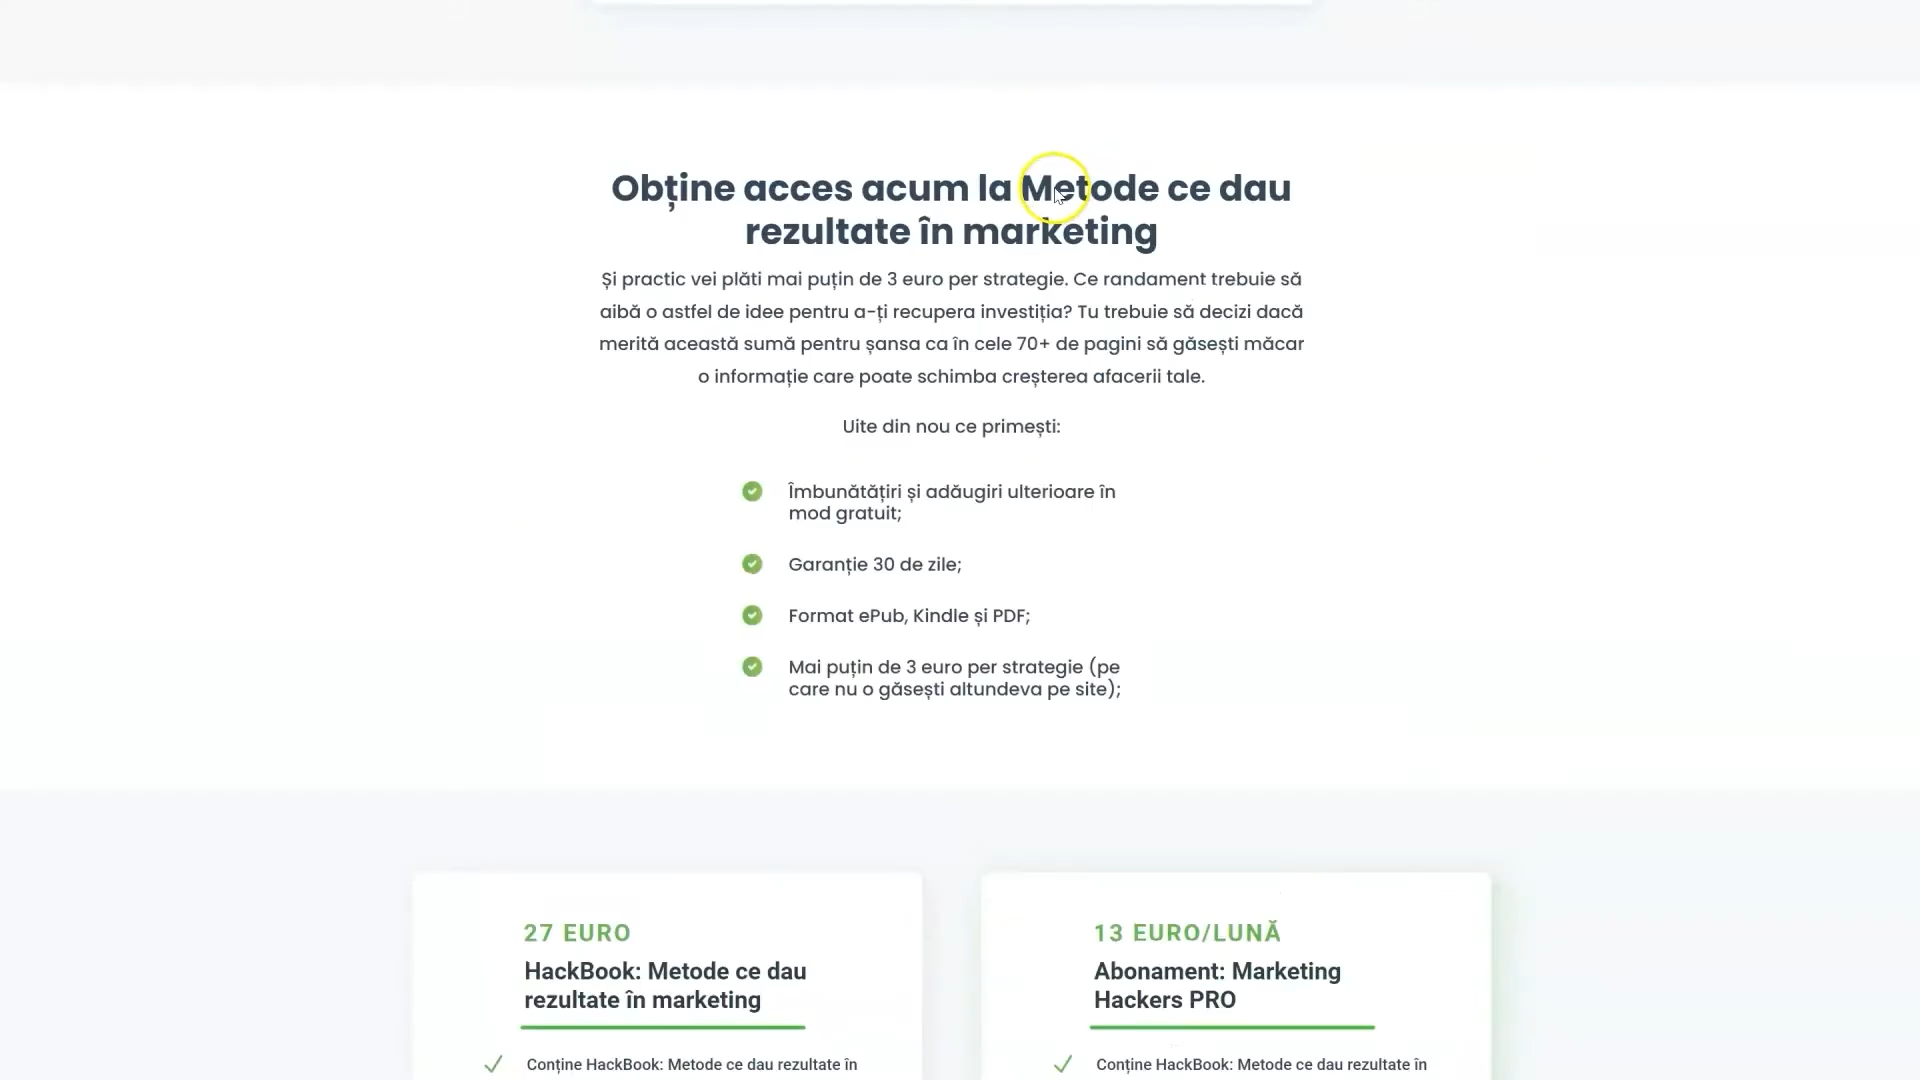 Obține acces acum la Metode ce dau
rezultate în marketing
Și practic vei plăti mai puțin de 3 euro per strategie. Ce randament trebuie să
aibă o astfel de idee pentru a-ți recupera investiția? Tu trebuie să decizi dacă
merită această sumă pentru șansa ca în cele 70+ de pagini să găsești măcar
o informație care poate schimba creșterea afacerii tale.
Uite din nou ce primești:
Îmbunătățiri și adăugiri ulterioare în
mod gratuit;
Garanție 30 de zile;
Format ePub, Kindle și PDF;
Mai puțin de 3 euro per strategie (pe
care nu o găsești altundeva pe site);
27 EURO
HackBook: Metode ce dau
rezultate în marketing
Conține HackBook: Metode ce dau rezultate în
13 EURO/LUNĂ
Abonament: Marketing
Hackers PRO
Conține HackBook: Metode ce dau rezultate în